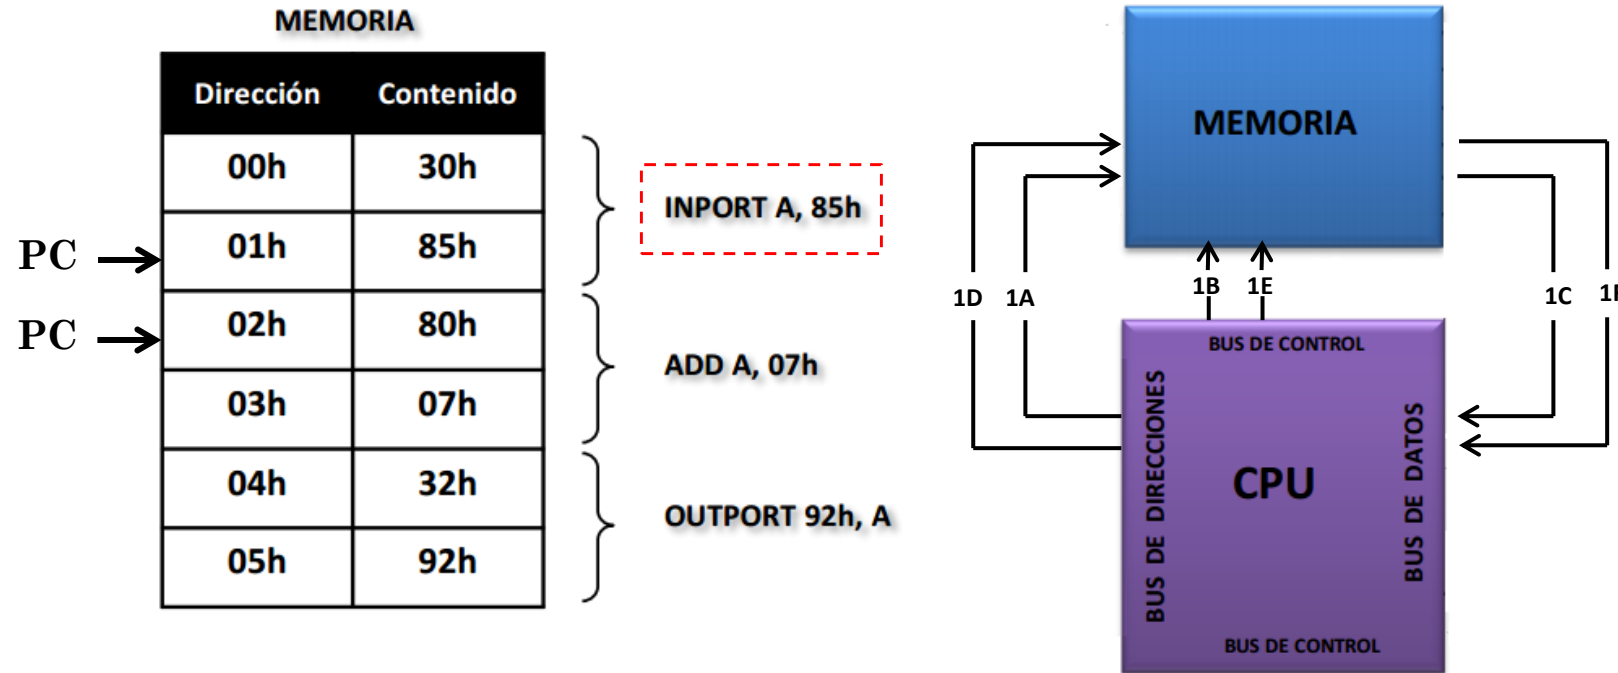 MEMORIA
Dirección Contenido
00h 30h
01h 85h
02h 80h
03h 07h
04h 32h
05h 92h
PC
PC
INPORT A, 85h
ADD A, 07h
OUTPORT 92h, A
MEMORIA
1D 1A 1B 1E 1C
BUS DE CONTROL
BUS DE DIRECCIONES
CPU
BUS DE DATOS
BUS DE CONTROL